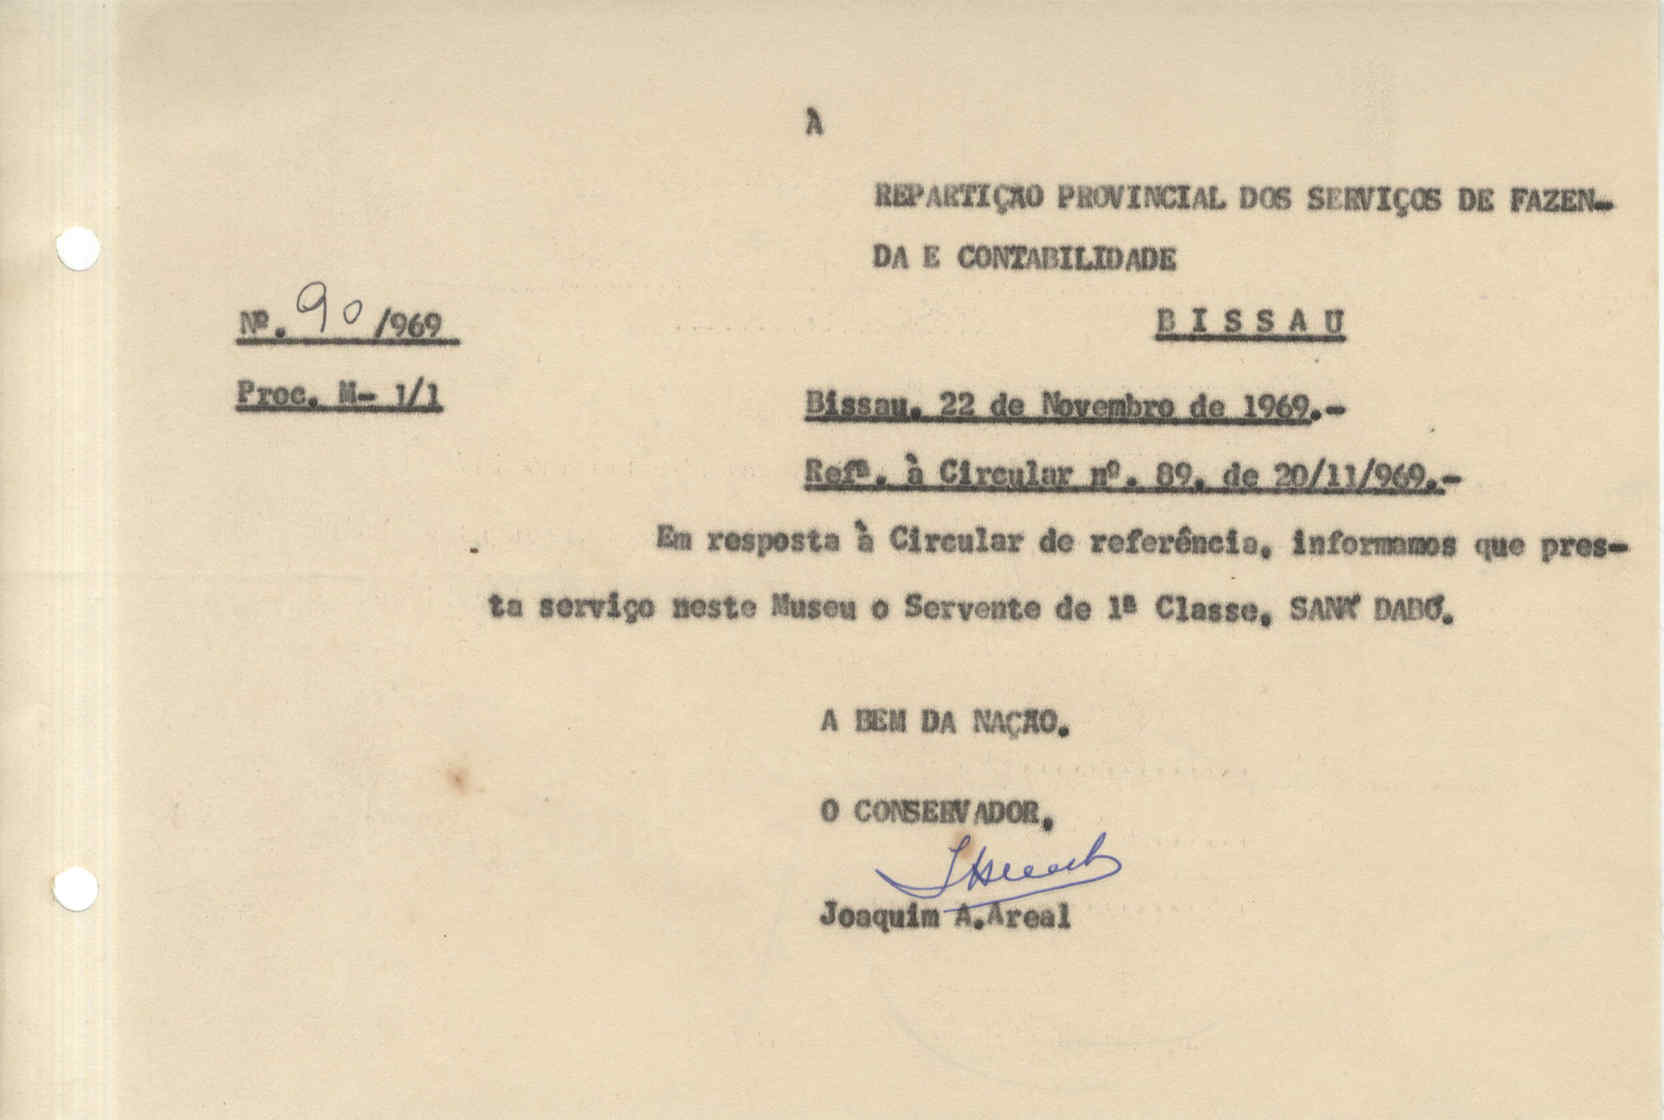 À
REPARTIÇÃO PROVINCIAL DOS SERVIÇOS DE FAZEN-
DA E CONTABILIDADE
Nº. 90 /969
B I S S A U
Proc. M- 1/1
Bissau, 22 de Novembro de 1969.-
Refª. à Circular nº. 89, de 20/11/969.-
Em resposta à Circular de referência, informamos que pres-
ta serviço neste Museu o Servente de 1ª Classe, SANÁ DABÓ.
A BEM DA NAÇÃO.
O CONSERVADOR,
Joaquim A.Areal